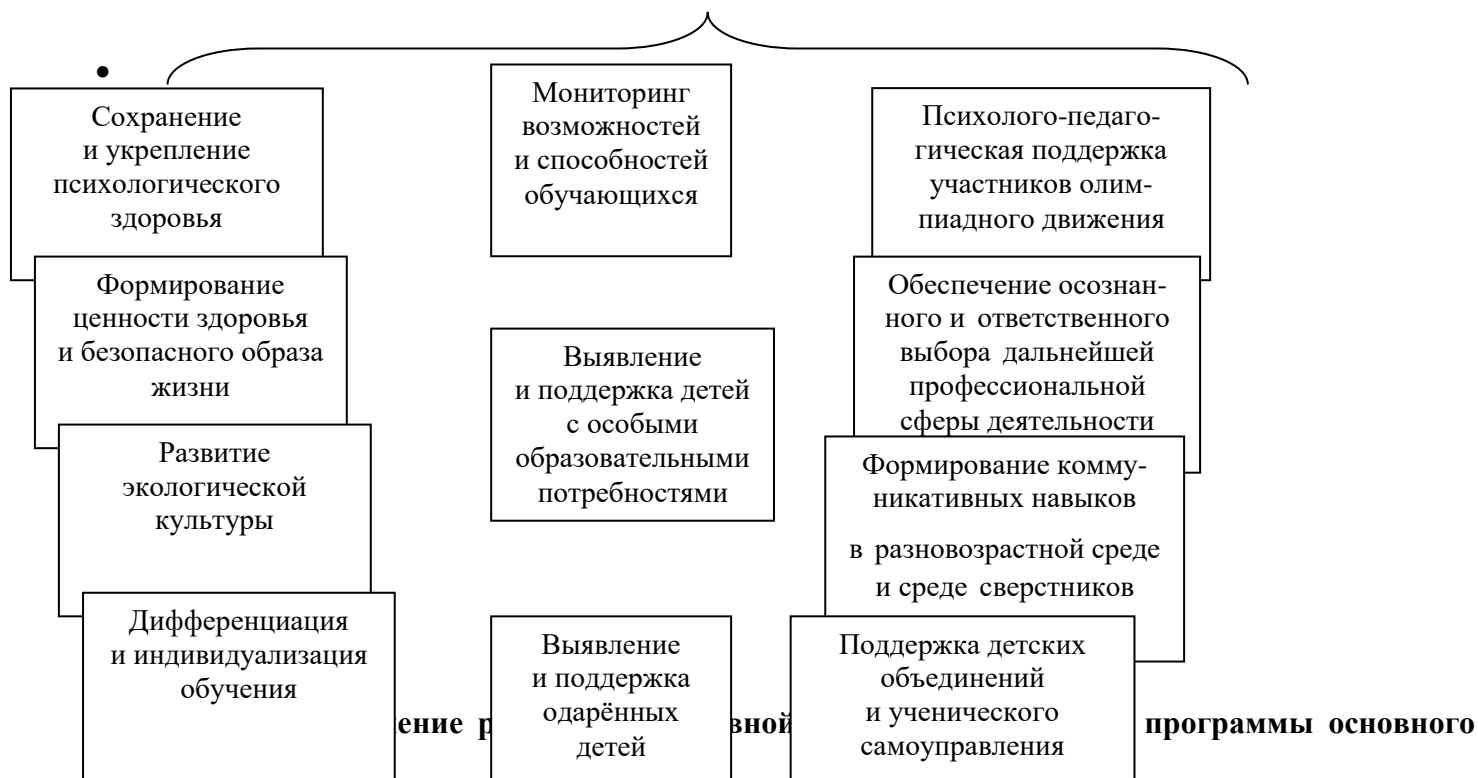 •
Сохранение
и укрепление
психологического
здоровья
Формирование
ценности здоровья
и безопасного образа
жизни
Развитие
экологической
культуры
Дифференциация
и индивидуализация
обучения
Мониторинг
возможностей
и способностей
обучающихся
Выявление
и поддержка детей
с особыми
образовательными
потребностями
Выявление
и поддержка
одарённых
детей
Психолого-педаго-
гическая поддержка
участников олим-
пиадного движения
Обеспечение осознан-
ного и ответственного
выбора дальнейшей
профессиональной
сферы деятельности
Формирование комму-
никативных навыков
в разновозрастной среде
и среде сверстников
Поддержка детских
объединений
и ученического
самоуправления
программы основного